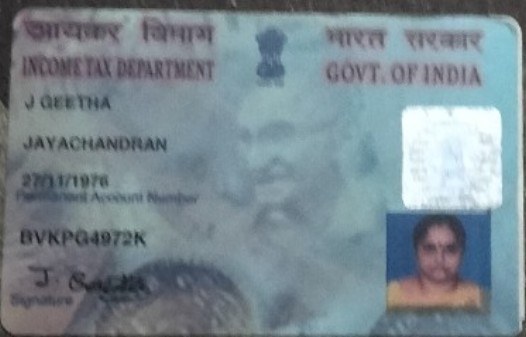 आयकर विभाग
भारत सरकार
INCOME TAX DEPARTMENT
GOVT. OF INDIA
J GEETHA
JAYACHANDRAN
27/11/1976
Permanent Account Number
BVKPG4972K
J. Geetha
Signature